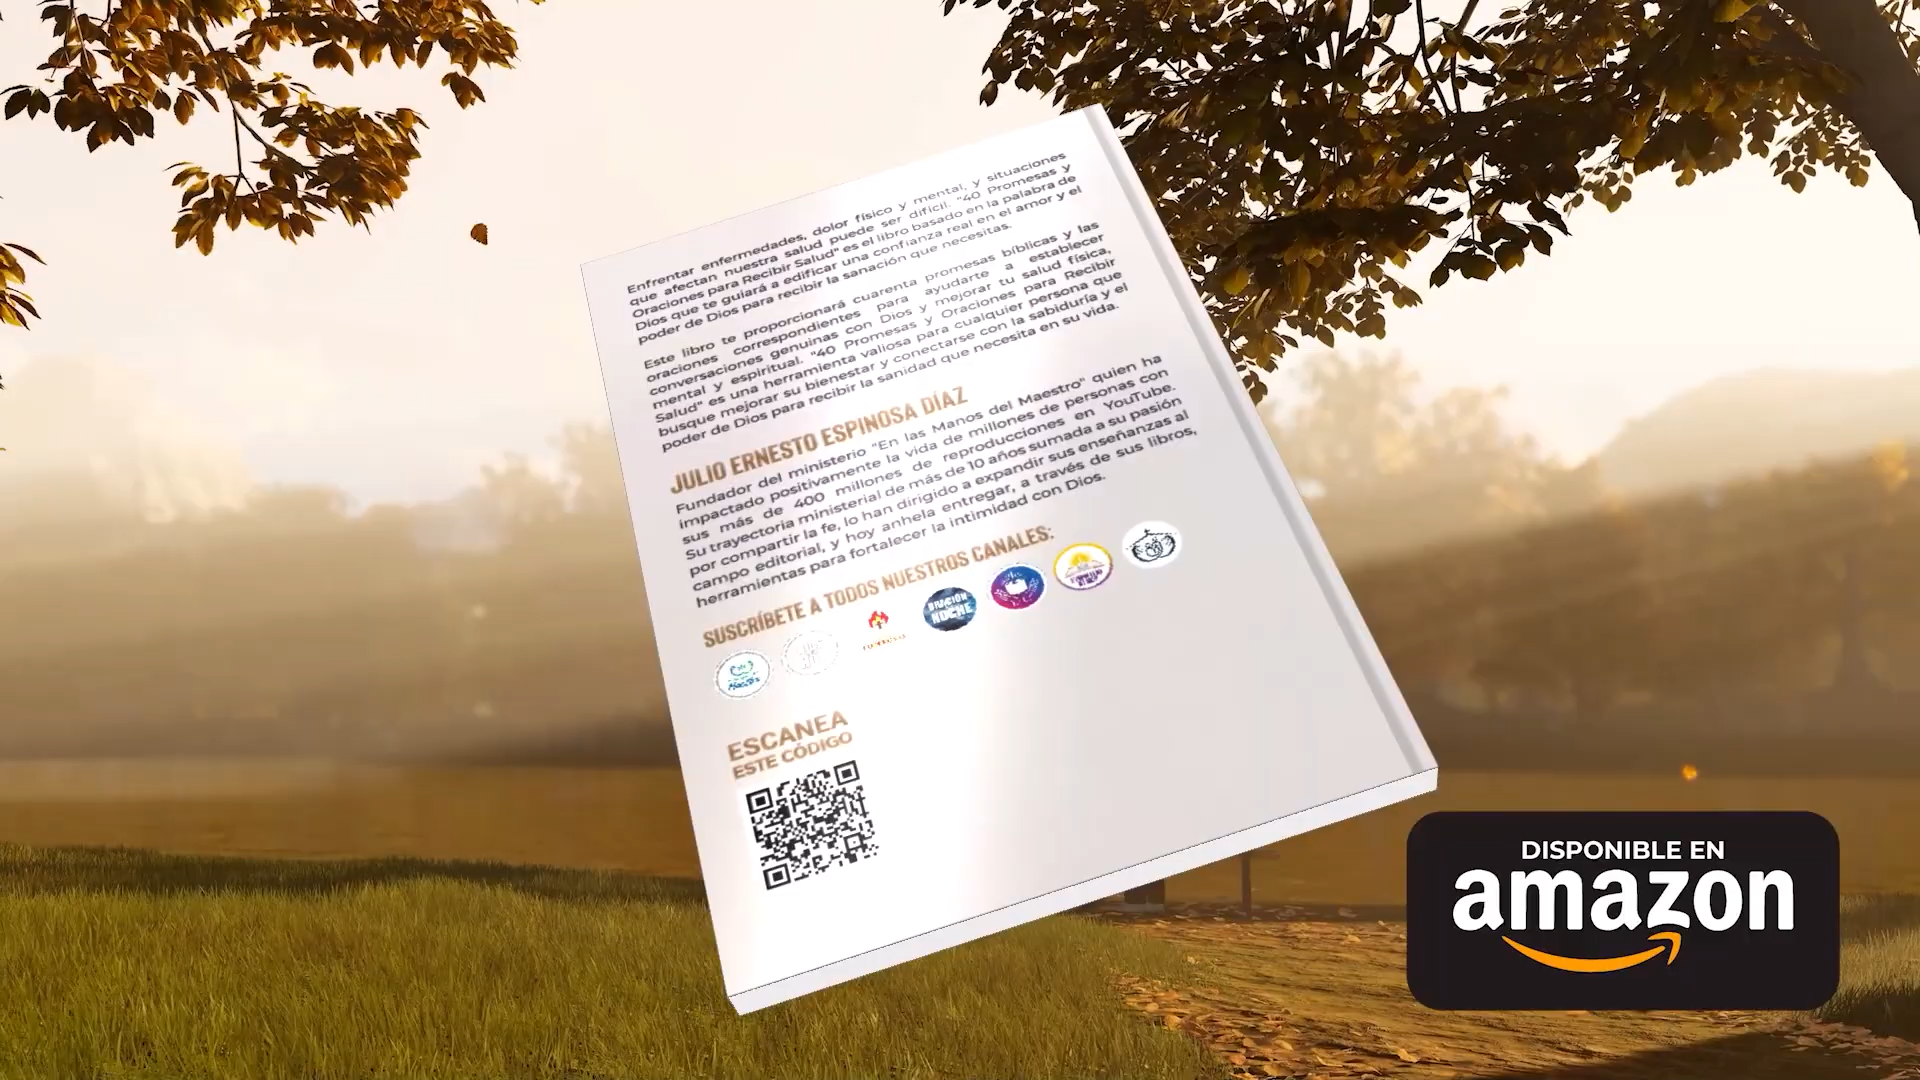 Enfrentar enfermedades, dolor físico y mental, y situaciones
que afectan nuestra salud puede ser difícil. "40 Promesas y
Oraciones para Recibir Salud" es el libro basado en la palabra de
Dios que te guiará a edificar una confianza real en el amor y el
poder de Dios para recibir la sanación que necesitas.
Este libro te proporcionará cuarenta promesas bíblicas y las
oraciones correspondientes para ayudarte a establecer
conversaciones genuinas con Dios y mejorar tu salud física,
mental y espiritual. "40 Promesas y Oraciones para Recibir
Salud" es una herramienta valiosa para cualquier persona que
busque mejorar su bienestar y conectarse con la sabiduría y el
poder de Dios para recibir la sanidad que necesita en su vida.
JULIO ERNESTO ESPINOSA DÍAZ
Fundador del ministerio "En las Manos del Maestro" quien ha
impactado positivamente la vida de millones de personas con
sus más de 400 millones de reproducciones en YouTube.
Su trayectoria ministerial de más de 10 años sumada a su pasión
por compartir la fe, lo han dirigido a expandir sus enseñanzas al
campo editorial, y hoy anhela entregar, a través de sus libros,
herramientas para fortalecer la intimidad con Dios.
SUSCRÍBETE A TODOS NUESTROS CANALES:
ORACIÓN
NOCHE
ESCANEA
ESTE CÓDIGO
DISPONIBLE EN
amazon